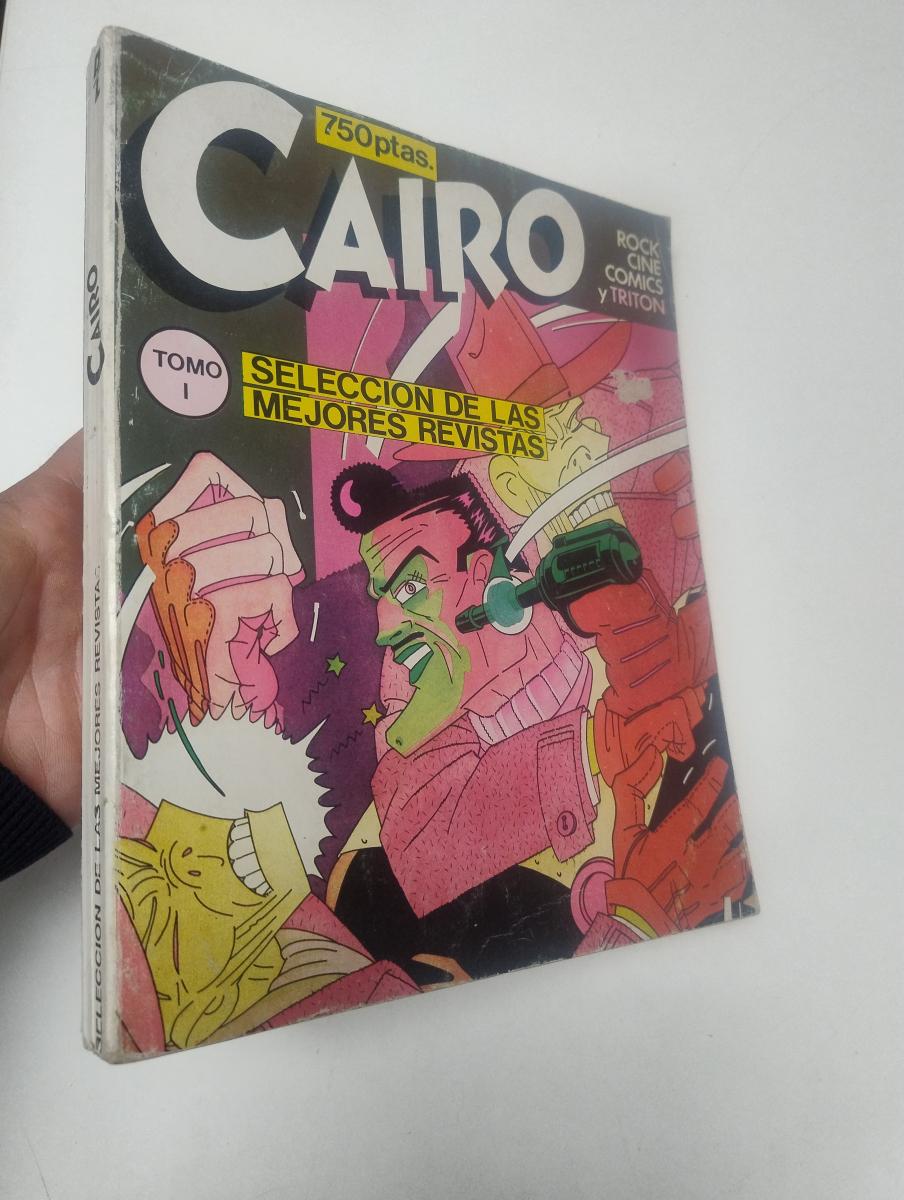 CAIRO
750ptas.
ROCK
CINE
COMICS
y TRITON
TOMO
I
SELECCION DE LAS
MEJORES REVISTAS
CAIRO
SELECCION DE LAS MEJORES REVISTAS